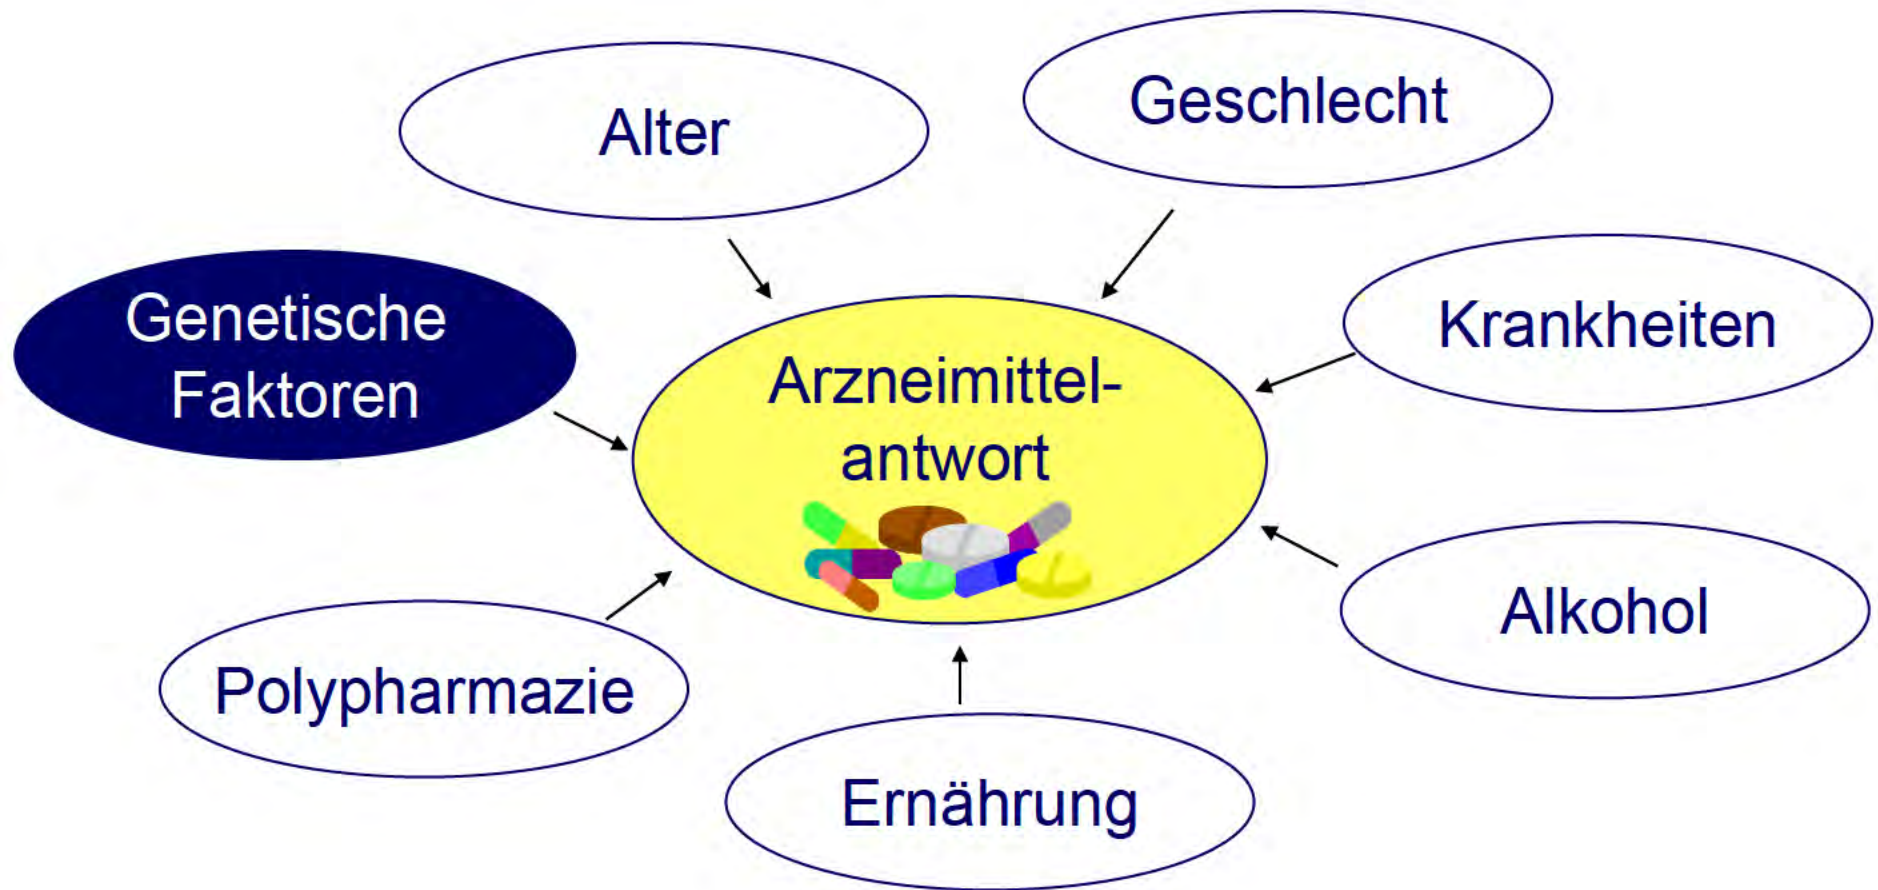 Alter
Geschlecht
Genetische
Faktoren
Krankheiten
Arzneimittel-
antwort
Alkohol
Polypharmazie
Ernährung